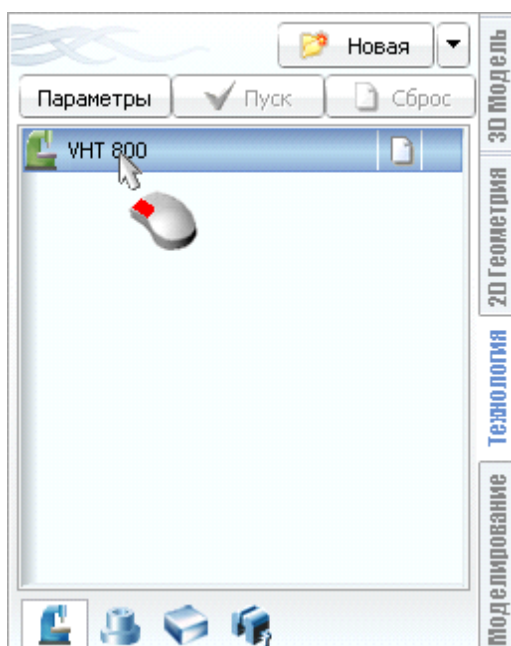 Новая
Параметры
Пуск
Сброс
VHT 800
3D Модель
2D Геометрия
Технология
Моделирование